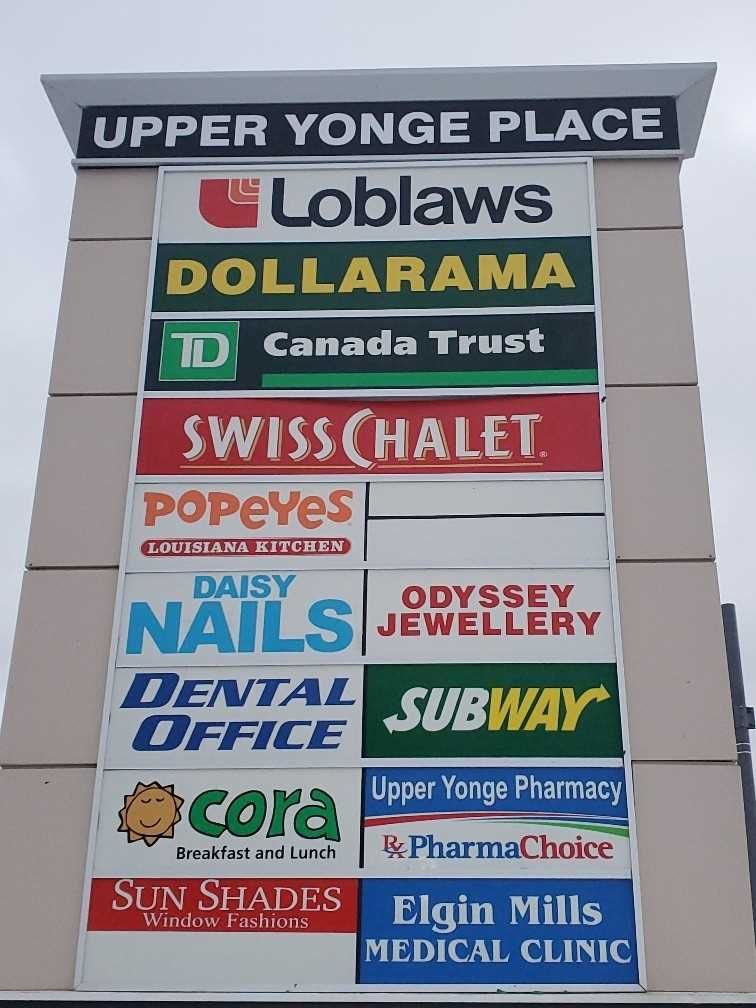 UPPER YONGE PLACE
Loblaws
DOLLARAMA
TD Canada Trust
SWISS CHALET
POPEYES
LOUISIANA KITCHEN
DAISY
NAILS
ODYSSEY
JEWELLERY
DENTAL
OFFICE
SUBWAY
cora
Breakfast and Lunch
Upper Yonge Pharmacy
Rx PharmaChoice
SUN SHADES
Window Fashions
Elgin Mills
MEDICAL CLINIC